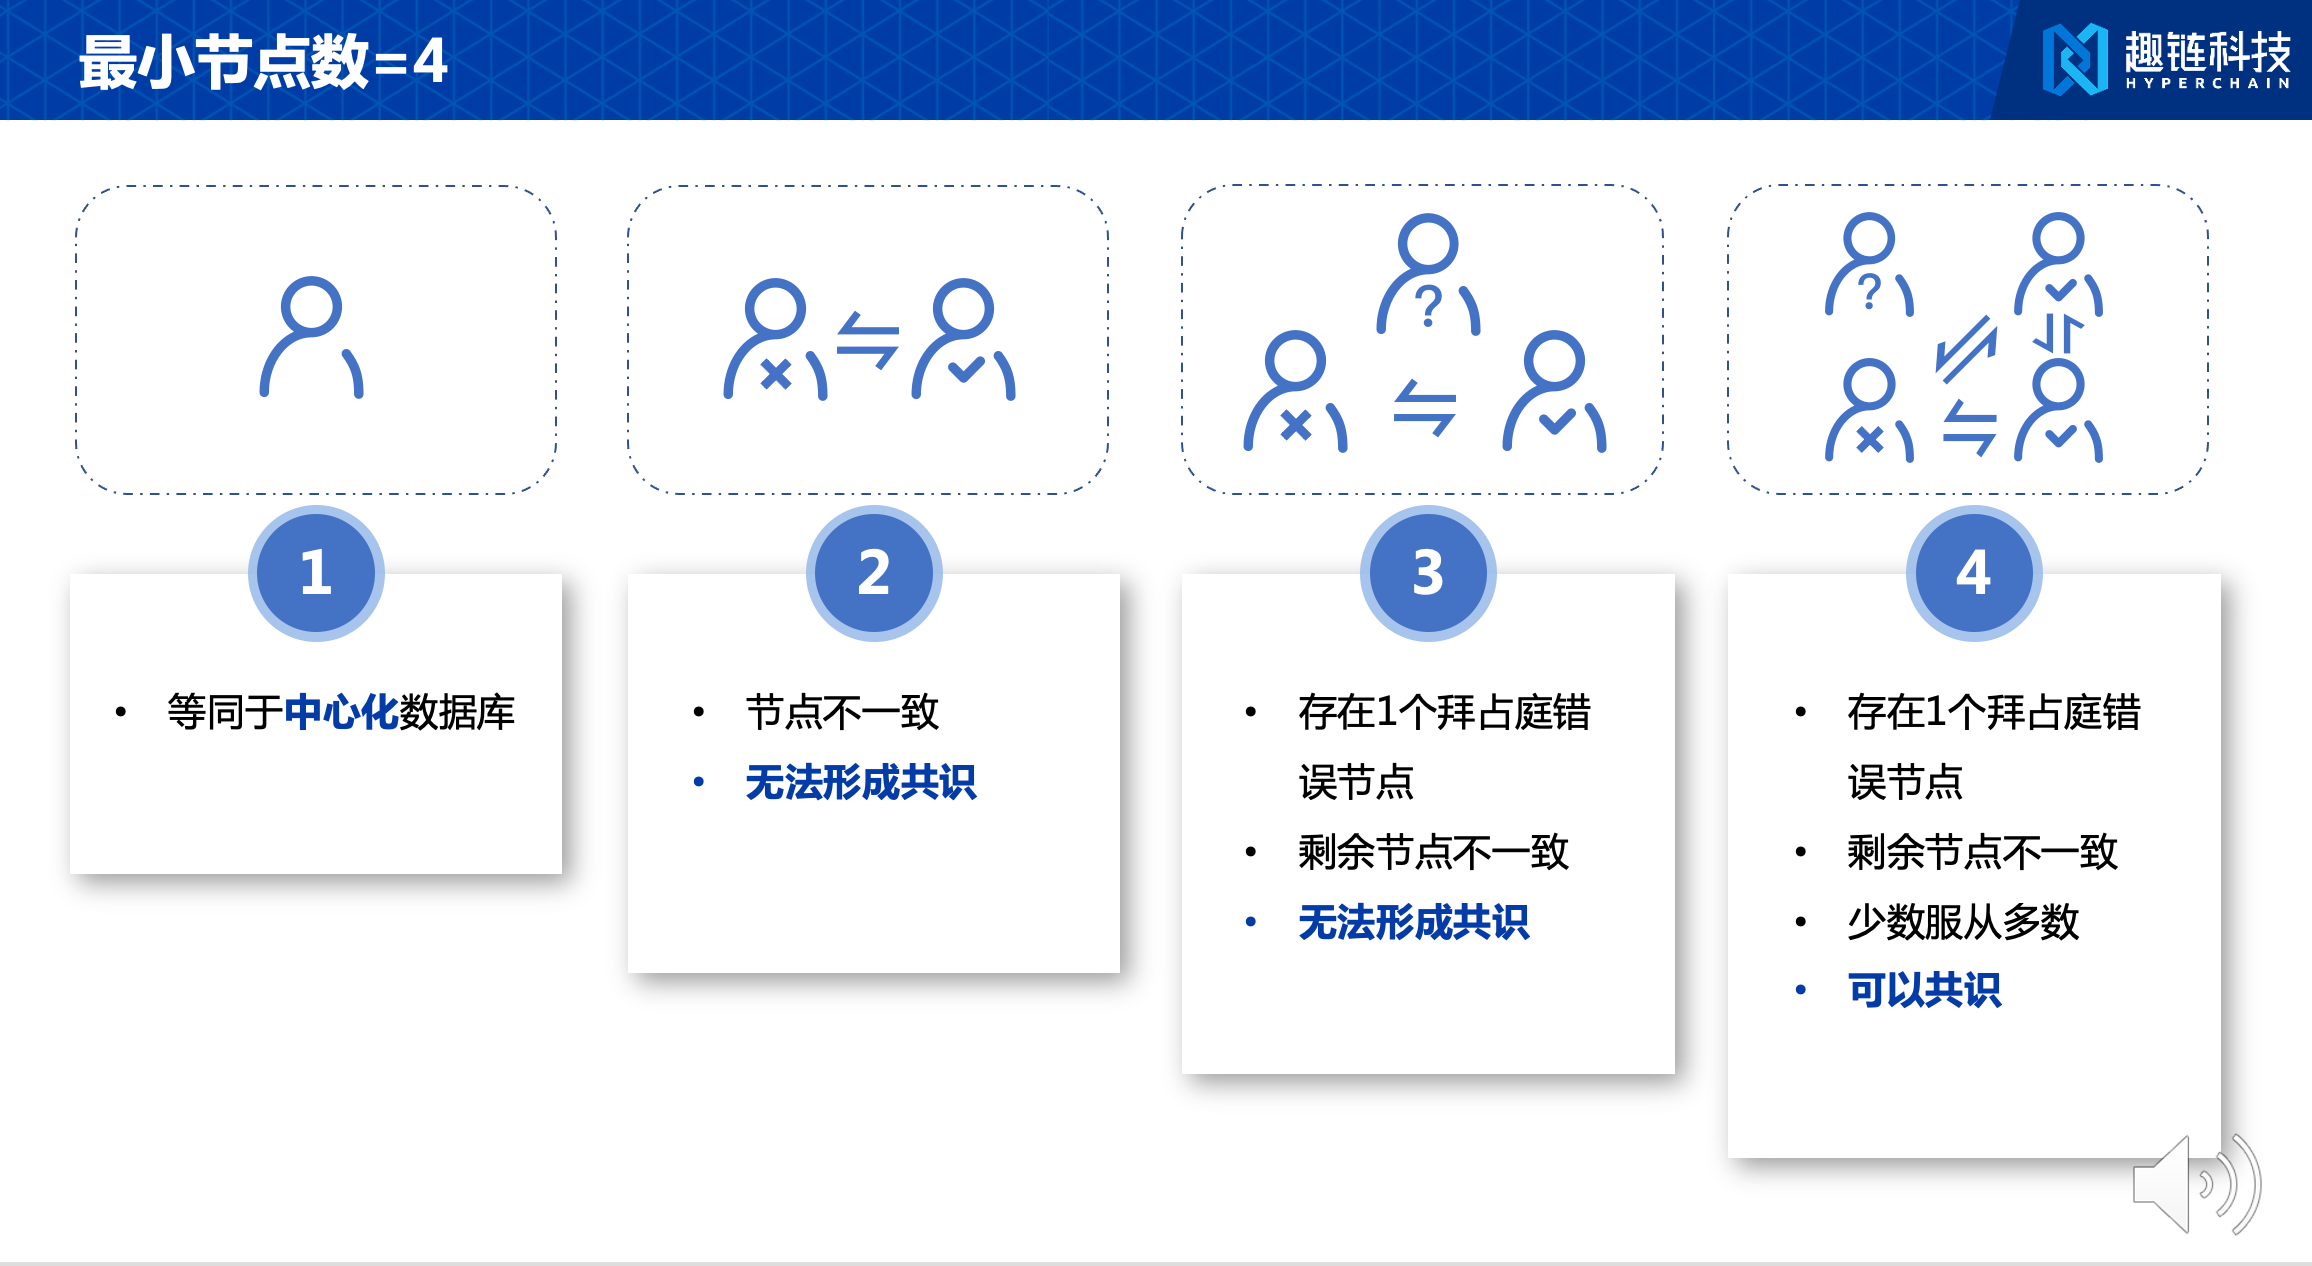 最小节点数=4
趣链科技
HYPERCHAIN
?
?
1
2
3
4
• 等同于中心化数据库
• 节点不一致
• 无法形成共识
• 存在1个拜占庭错
误节点
• 剩余节点不一致
• 无法形成共识
• 存在1个拜占庭错
误节点
• 剩余节点不一致
• 少数服从多数
• 可以共识